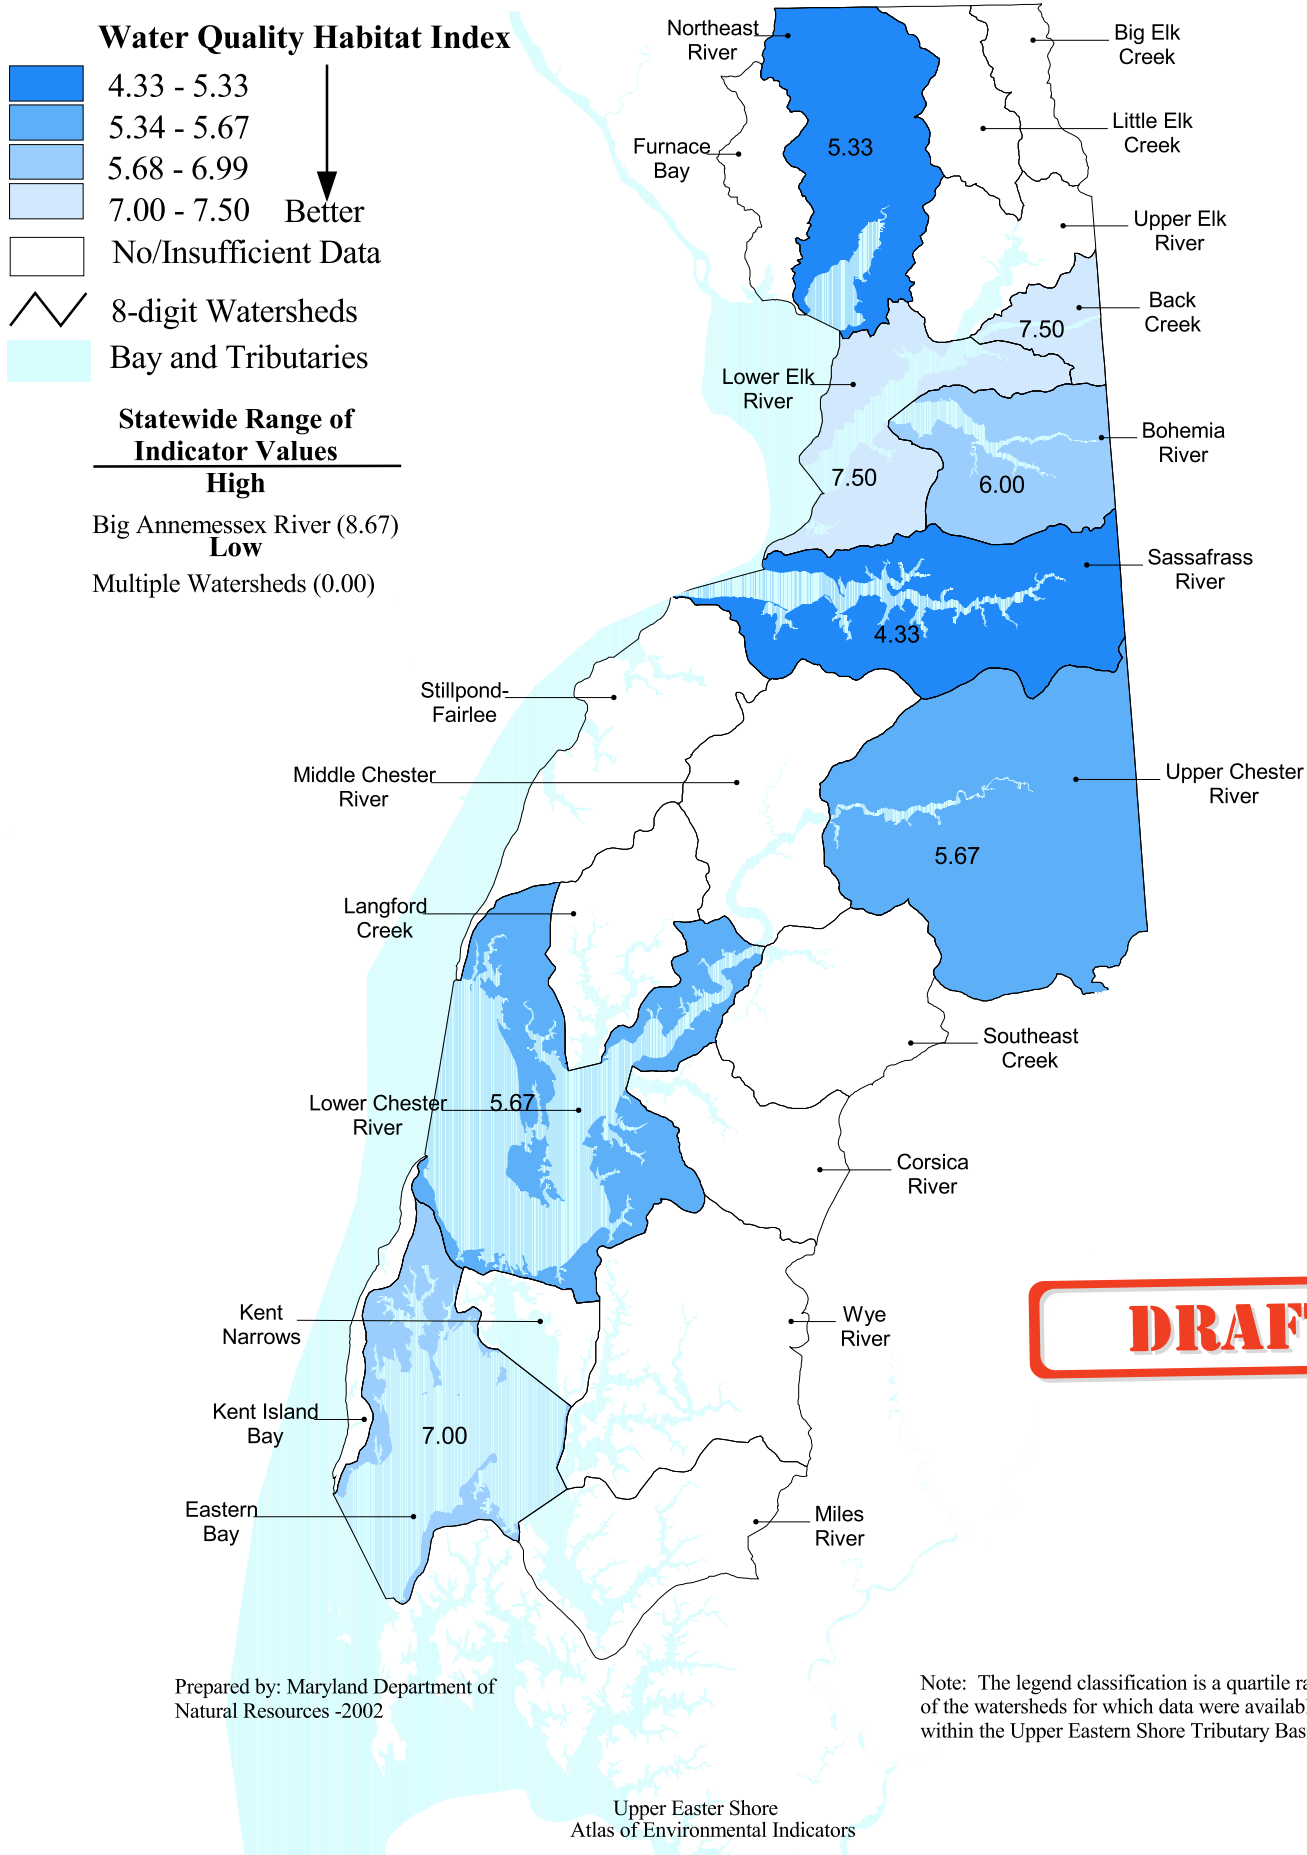 Water Quality Habitat Index
4.33 - 5.33
5.34 - 5.67
5.68 - 6.99
7.00 - 7.50
Better
No/Insufficient Data
8-digit Watersheds
Bay and Tributaries
Statewide Range of
Indicator Values
High
Big Annemessex River (8.67)
Low
Multiple Watersheds (0.00)
Northeast
River
Big Elk
Creek
Little Elk
Creek
Furnace
Bay
5.33
Upper Elk
River
Back
Creek
7.50
Lower Elk
River
Bohemia
River
7.50
6.00
Sassafrass
River
4.33
Stillpond-
Fairlee
Middle Chester
River
Upper Chester
River
5.67
Langford
Creek
Southeast
Creek
Lower Chester
River
5.67
Corsica
River
Kent
Narrows
Wye
River
DRAF
Kent Island
Bay
7.00
Eastern
Bay
Miles
River
Prepared by: Maryland Department of
Natural Resources -2002
Note: The legend classification is a quartile ra
of the watersheds for which data were availab
within the Upper Eastern Shore Tributary Bas
Upper Easter Shore
Atlas of Environmental Indicators